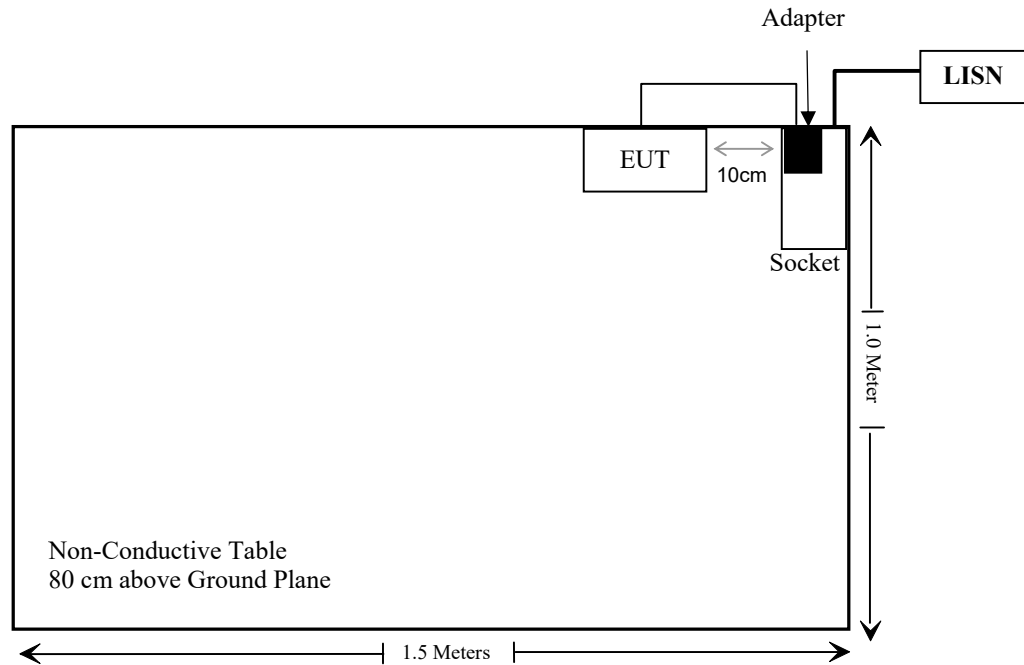 Adapter
LISN
EUT
10cm
Socket
1.0 Meter
Non-Conductive Table
80 cm above Ground Plane
1.5 Meters